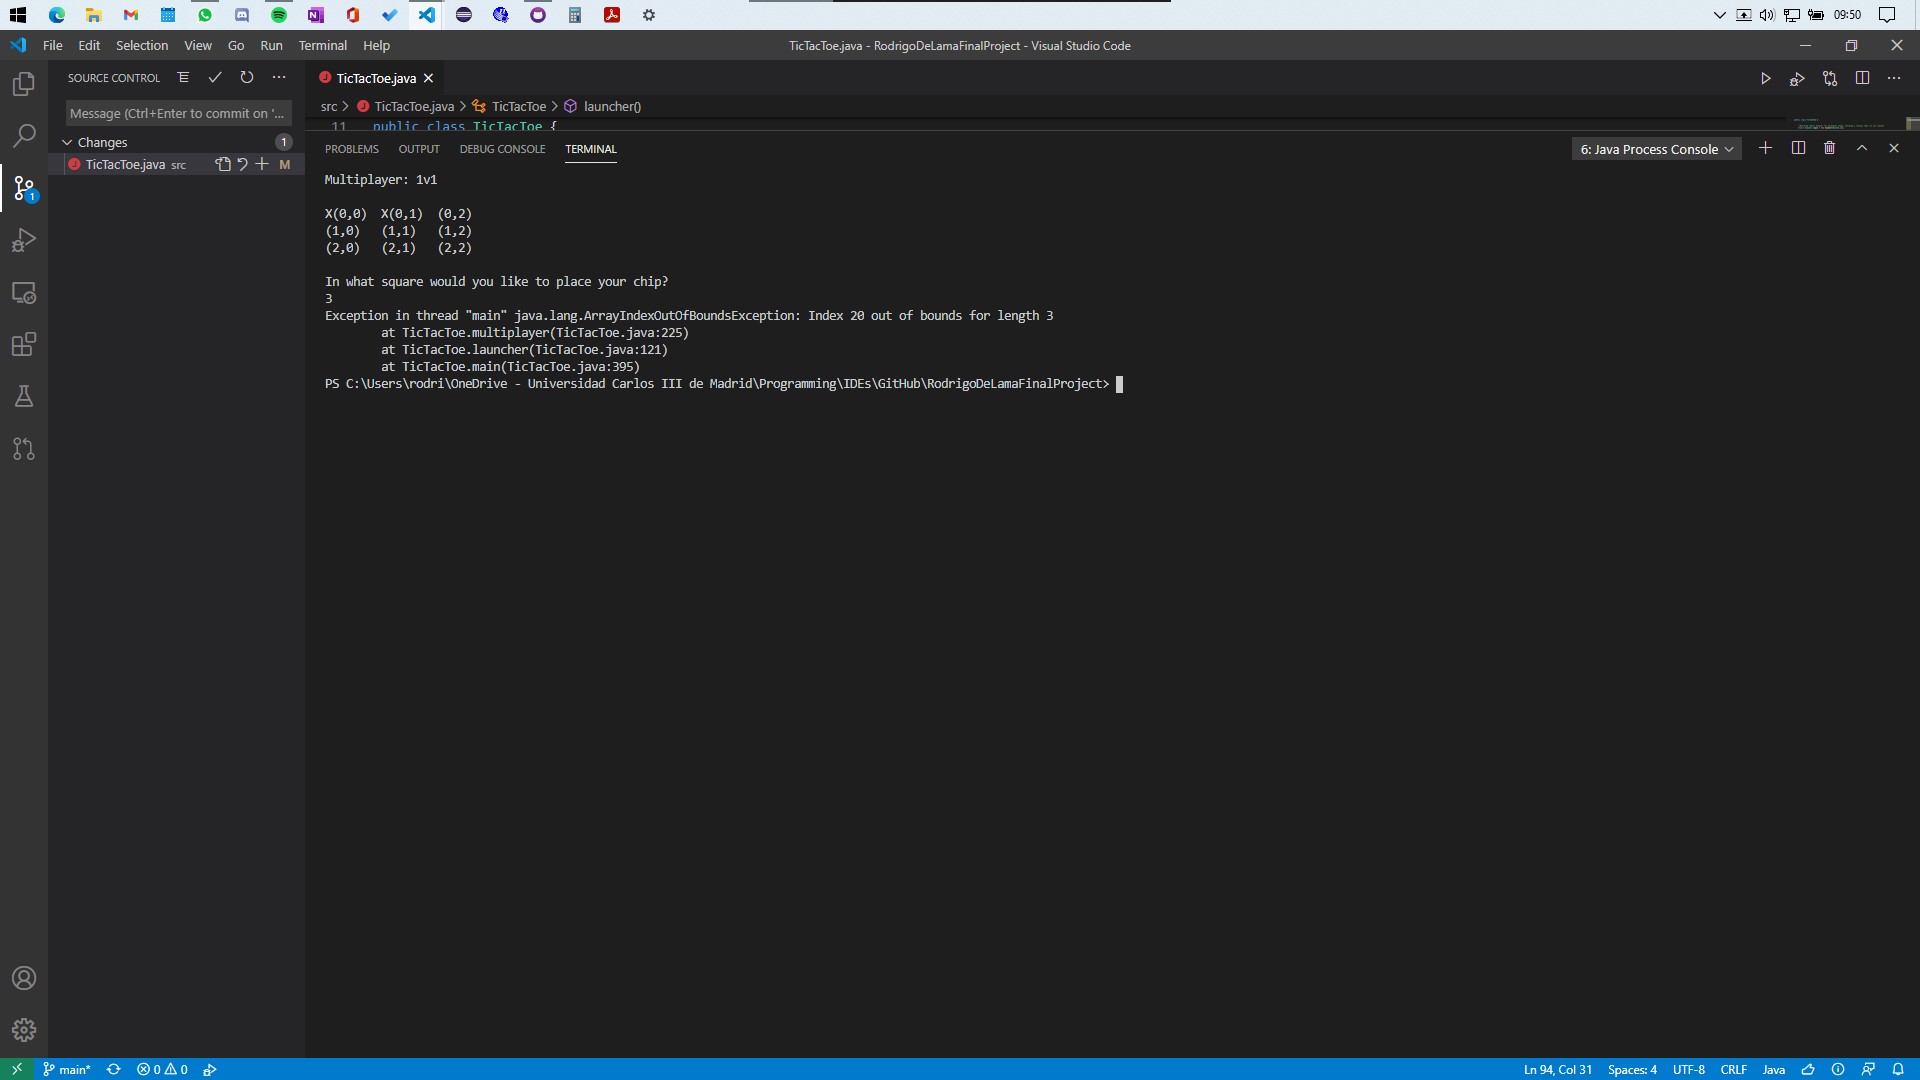 09:50
File Edit Selection View Go Run Terminal Help
TicTacToe.java - RodrigoDeLamaFinalProject - Visual Studio Code
SOURCE CONTROL
TicTacToe.java
Message (Ctrl+Enter to commit on '...
src > TicTacToe.java > TicTacToe > launcher()
11 public class TicTacToe {
Changes 1
TicTacToe.java src M
1
PROBLEMS OUTPUT DEBUG CONSOLE TERMINAL
6: Java Process Console
Multiplayer: 1v1
X(0,0) X(0,1) (0,2)
(1,0) (1,1) (1,2)
(2,0) (2,1) (2,2)
In what square would you like to place your chip?
3
Exception in thread "main" java.lang.ArrayIndexOutOfBoundsException: Index 20 out of bounds for length 3
at TicTacToe.multiplayer(TicTacToe.java:225)
at TicTacToe.launcher(TicTacToe.java:121)
at TicTacToe.main(TicTacToe.java:395)
PS C:\Users\rodri\OneDrive - Universidad Carlos III de Madrid\Programming\IDEs\GitHub\RodrigoDeLamaFinalProject>
main* 0 0
Ln 94, Col 31 Spaces: 4 UTF-8 CRLF Java